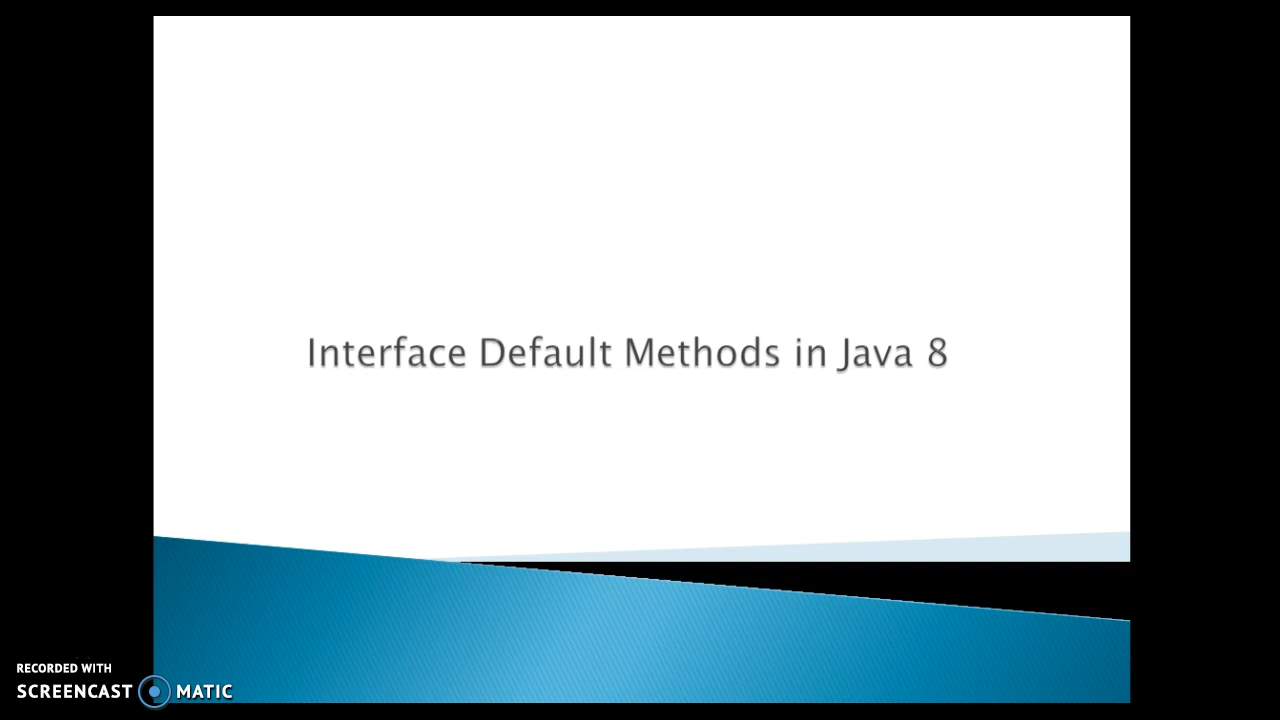 Interface Default Methods in Java 8
RECORDED WITH
SCREENCAST MATIC